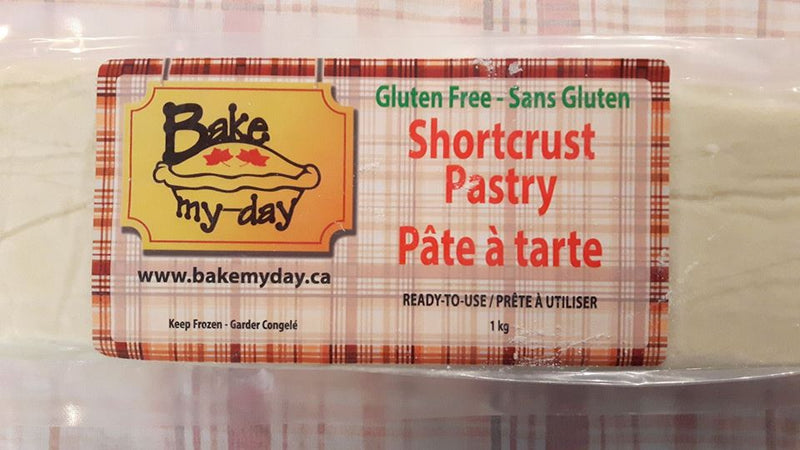 Bake
my-day
www.bakemyday.ca
Keep Frozen - Garder Congelé
Gluten Free - Sans Gluten
Shortcrust
Pastry
Pâte à tarte
READY-TO-USE / PRÊTE À UTILISER
1 kg